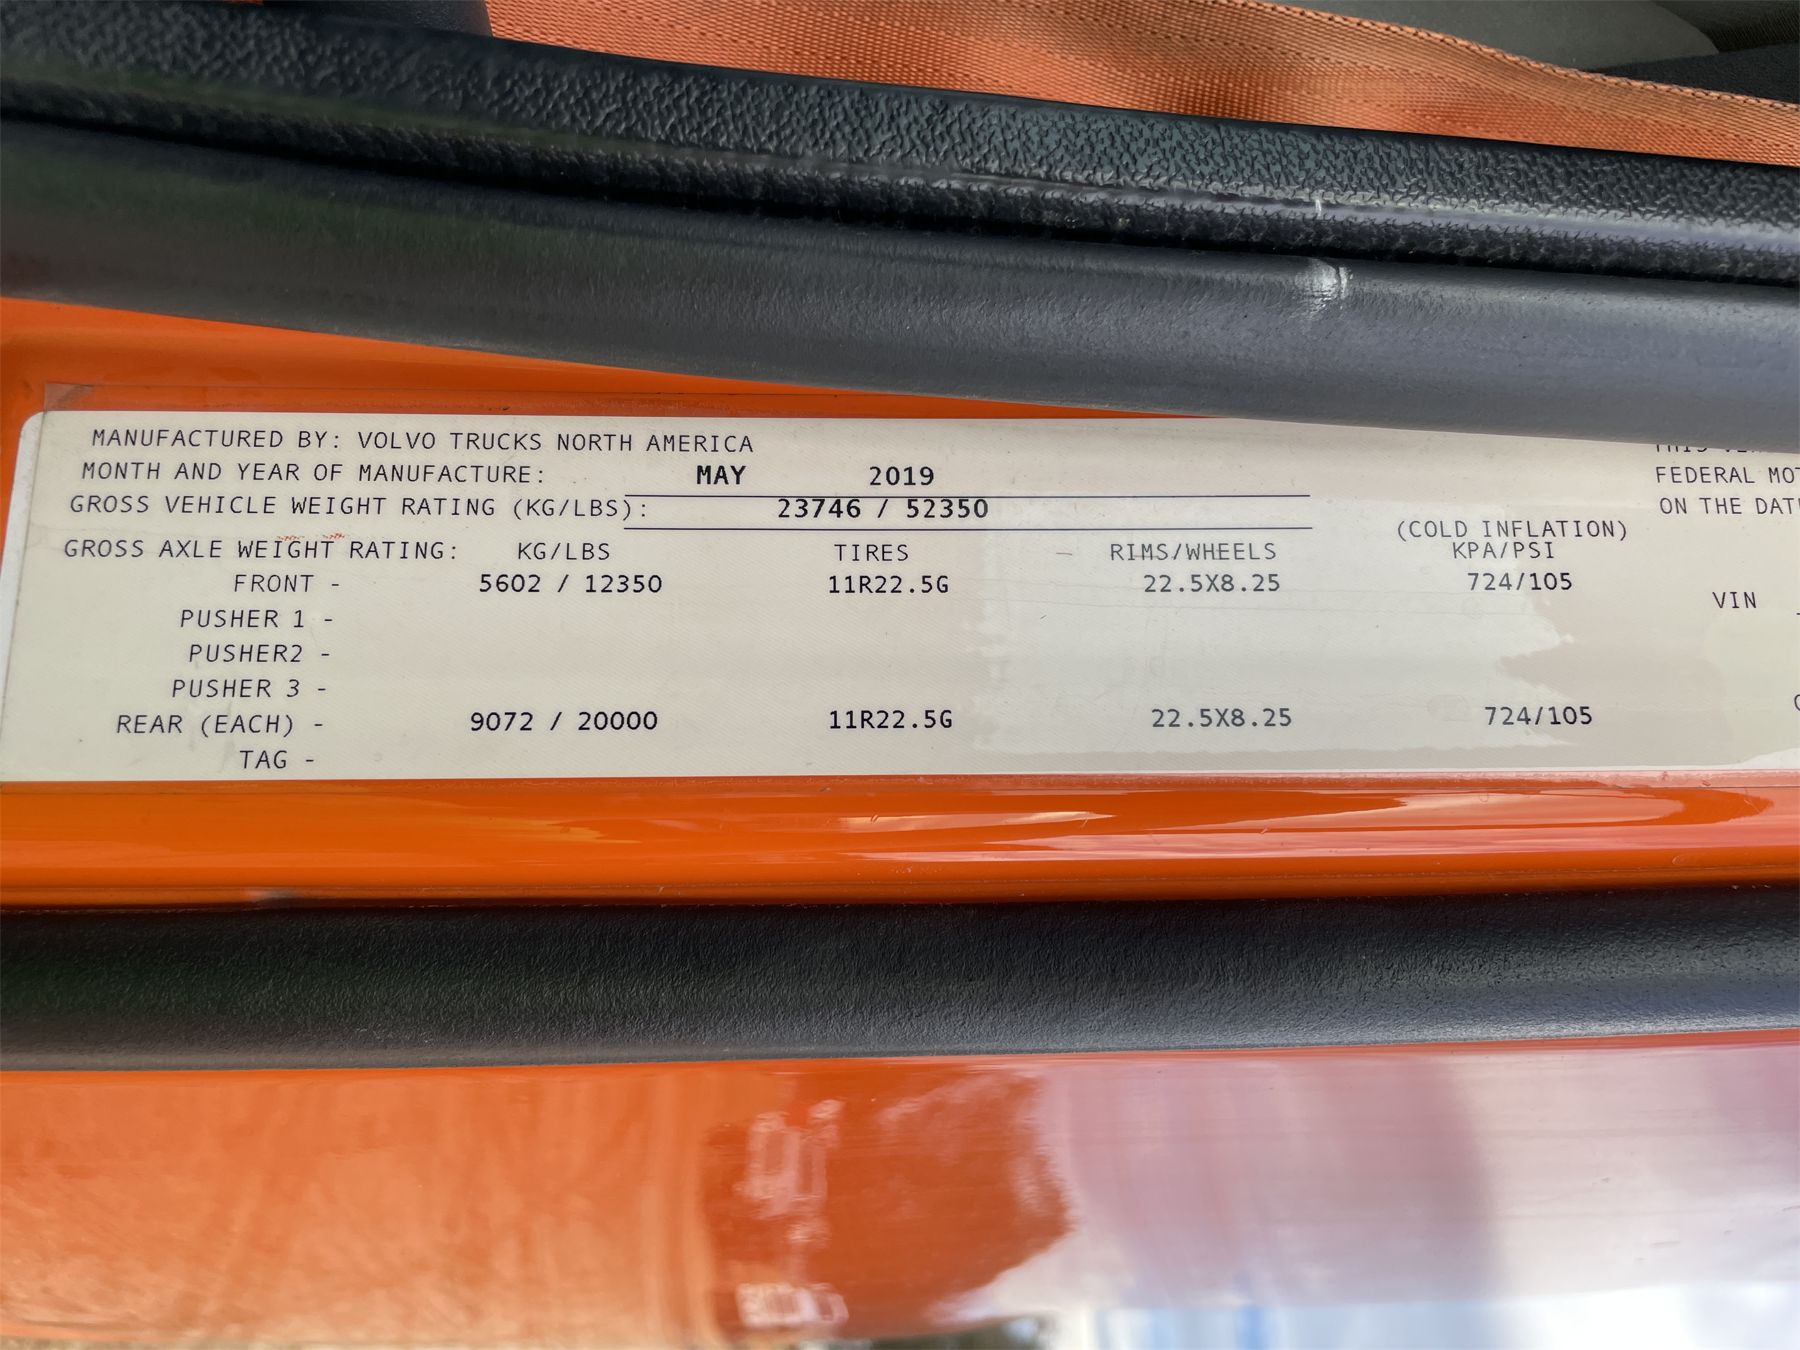 MANUFACTURED BY: VOLVO TRUCKS NORTH AMERICA
MONTH AND YEAR OF MANUFACTURE: MAY 2019
GROSS VEHICLE WEIGHT RATING (KG/LBS): 23746 / 52350
(COLD INFLATION)
GROSS AXLE WEIGHT RATING: KG/LBS TIRES RIMS/WHEELS KPA/PSI
FRONT - 5602 / 12350 11R22.5G 22.5X8.25 724/105
PUSHER 1 -
PUSHER2 -
PUSHER 3 -
REAR (EACH) - 9072 / 20000 11R22.5G 22.5X8.25 724/105
TAG -
FEDERAL
ON THE
VIN